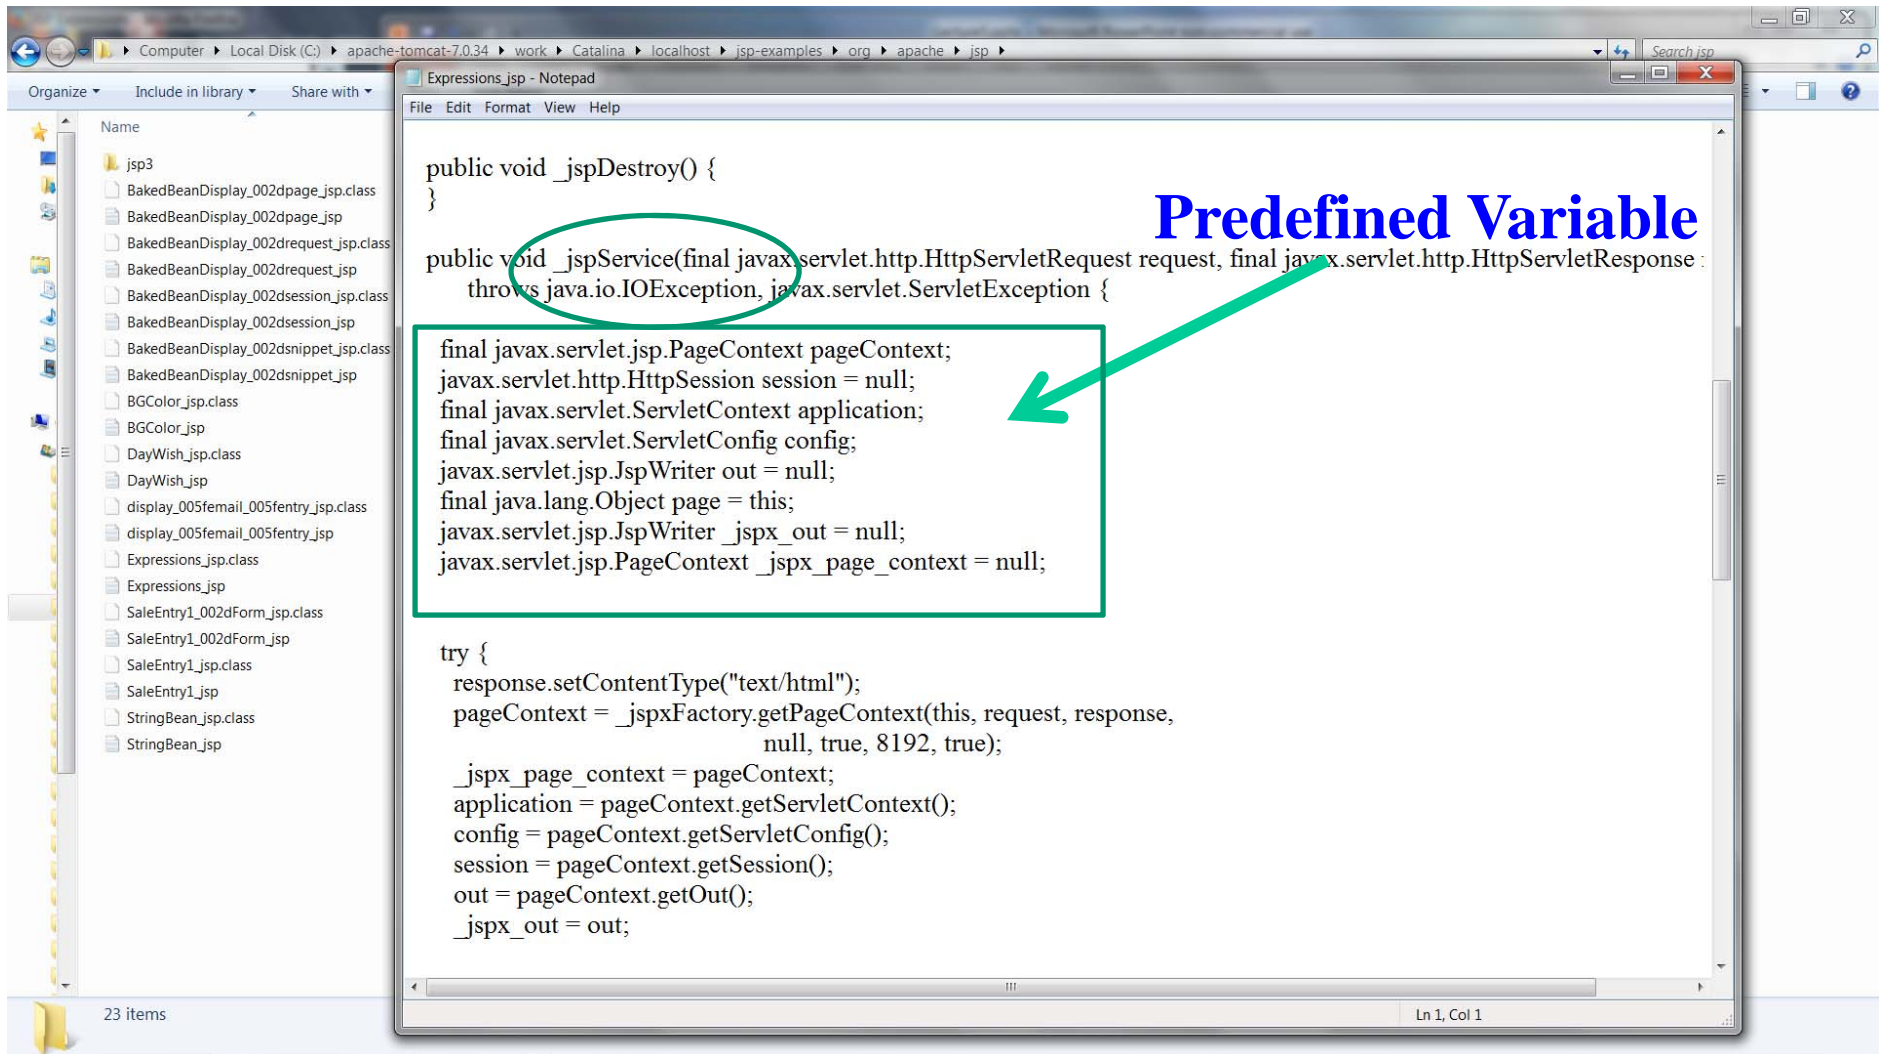 Computer ▸ Local Disk (C:) ▸ apache-tomcat-7.0.34 ▸ work ▸ Catalina ▸ localhost ▸ jsp-examples ▸ org ▸ apache ▸ jsp ▸
Search jsp
Organize
Include in library
Share with
Name
jsp3
BakedBeanDisplay_002dpage_jsp.class
BakedBeanDisplay_002dpage_jsp
BakedBeanDisplay_002drequest_jsp.class
BakedBeanDisplay_002drequest_jsp
BakedBeanDisplay_002dsession_jsp.class
BakedBeanDisplay_002dsession_jsp
BakedBeanDisplay_002dsnippet_jsp.class
BakedBeanDisplay_002dsnippet_jsp
BGColor_jsp.class
BGColor_jsp
DayWish_jsp.class
DayWish_jsp
display_005femail_005fentry_jsp.class
display_005femail_005fentry_jsp
Expressions_jsp.class
Expressions_jsp
SaleEntry1_002dForm_jsp.class
SaleEntry1_002dForm_jsp
SaleEntry1_jsp.class
SaleEntry1_jsp
StringBean_jsp.class
StringBean_jsp
23 items
Expressions_jsp - Notepad
File Edit Format View Help
public void _jspDestroy() {
}
Predefined Variable
public void _jspService(final javax.servlet.http.HttpServletRequest request, final javax.servlet.http.HttpServletResponse
throws java.io.IOException, javax.servlet.ServletException {
final javax.servlet.jsp.PageContext pageContext;
javax.servlet.http.HttpSession session = null;
final javax.servlet.ServletContext application;
final javax.servlet.ServletConfig config;
javax.servlet.jsp.JspWriter out = null;
final java.lang.Object page = this;
javax.servlet.jsp.JspWriter _jspx_out = null;
javax.servlet.jsp.PageContext _jspx_page_context = null;
try {
response.setContentType("text/html");
pageContext = _jspxFactory.getPageContext(this, request, response,
null, true, 8192, true);
_jspx_page_context = pageContext;
application = pageContext.getServletContext();
config = pageContext.getServletConfig();
session = pageContext.getSession();
out = pageContext.getOut();
_jspx_out = out;
Ln 1, Col 1